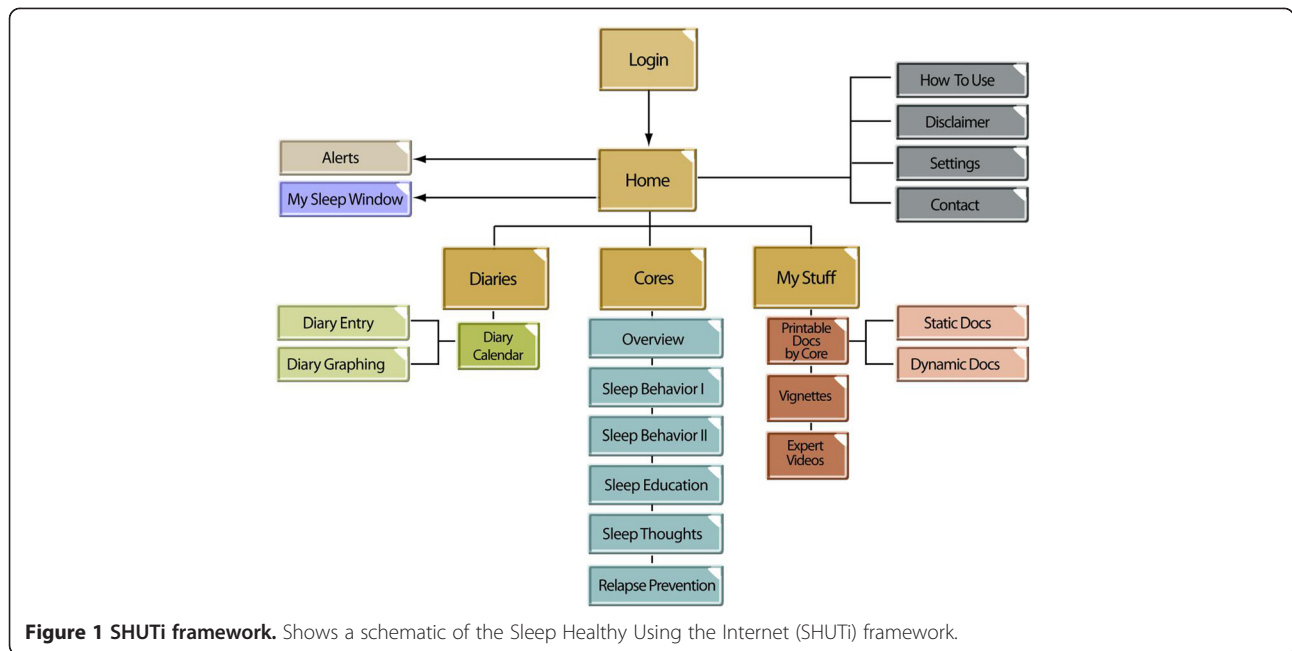 Login
How To Use
Disclaimer
Alerts
Settings
Home
My Sleep Window
Contact
Diaries
Cores
My Stuff
Diary Entry
Diary Graphing
Diary
Calendar
Overview
Sleep Behavior I
Sleep Behavior II
Sleep Education
Sleep Thoughts
Relapse Prevention
Printable
Docs
by Core
Vignettes
Expert
Videos
Static Docs
Dynamic Docs
Figure 1 SHUTi framework. Shows a schematic of the Sleep Healthy Using the Internet (SHUTi) framework.